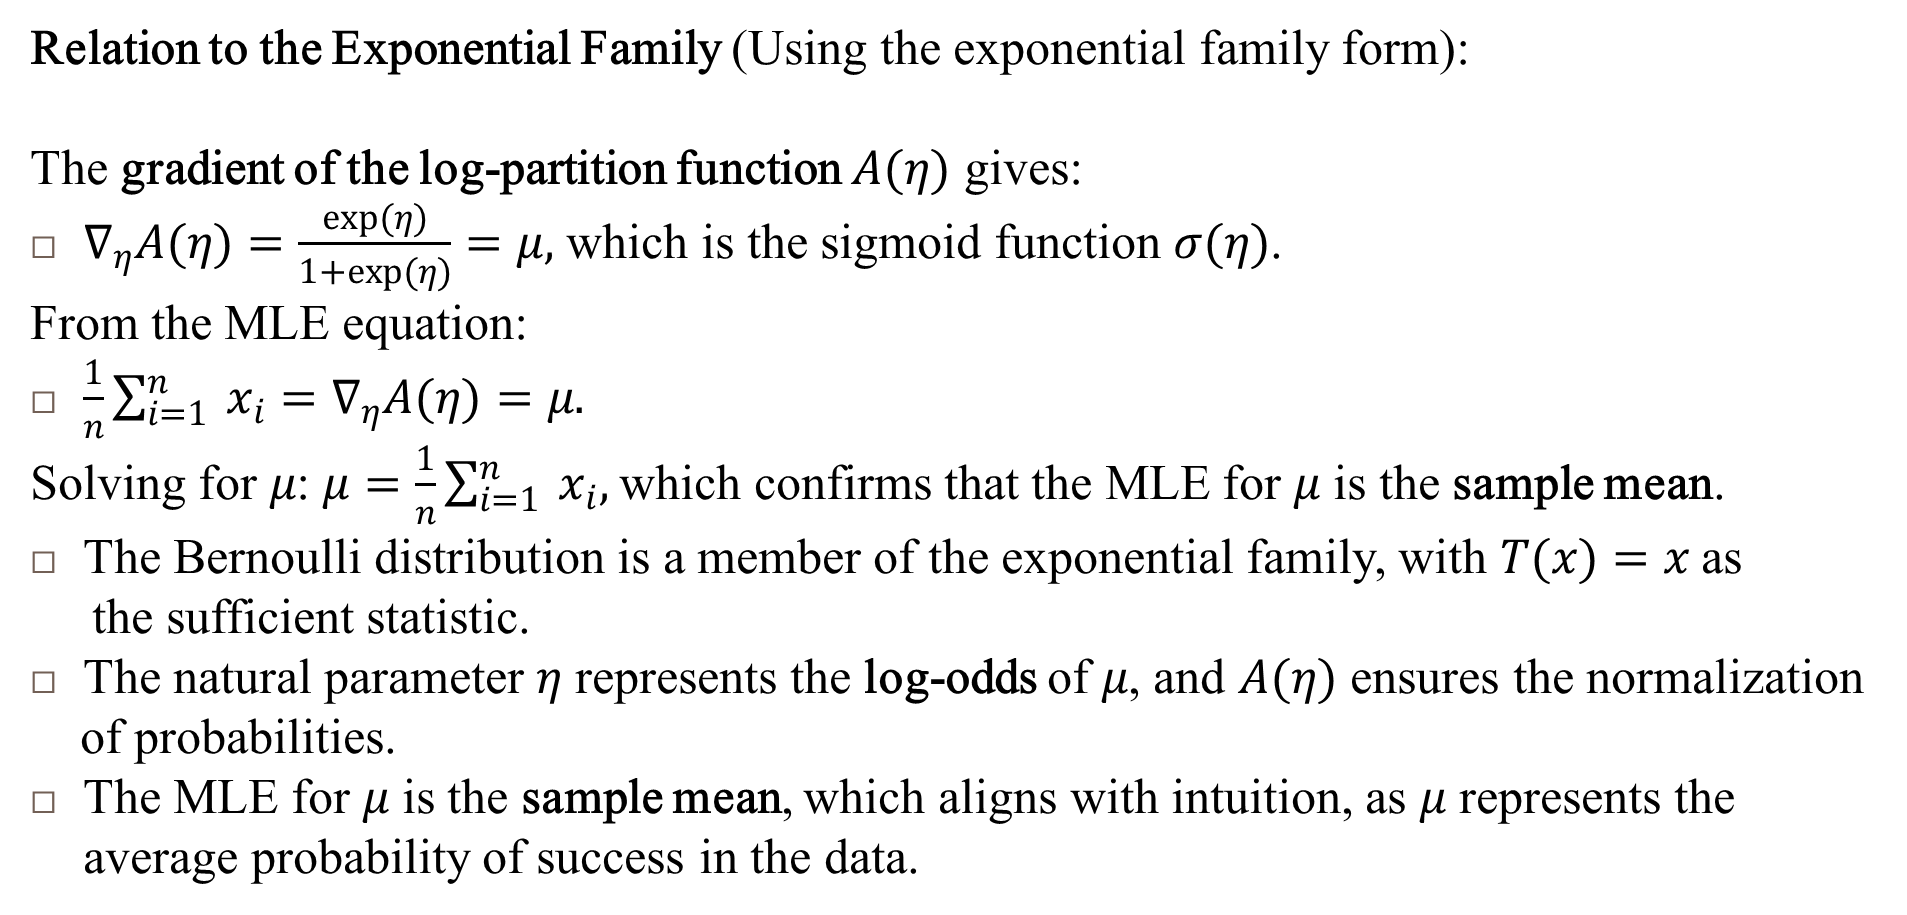 Relation to the Exponential Family (Using the exponential family form):
The gradient of the log-partition function A(η) gives:
□ ∇_η A(η) = exp(η)/(1+exp(η)) = μ, which is the sigmoid function σ(η).
From the MLE equation:
□ 1/n ∑_{i=1}^{n} x_i = ∇_η A(η) = μ.
Solving for μ: μ = 1/n ∑_{i=1}^{n} x_i, which confirms that the MLE for μ is the sample mean.
□ The Bernoulli distribution is a member of the exponential family, with T(x) = x as
the sufficient statistic.
□ The natural parameter η represents the log-odds of μ, and A(η) ensures the normalization
of probabilities.
□ The MLE for μ is the sample mean, which aligns with intuition, as μ represents the
average probability of success in the data.